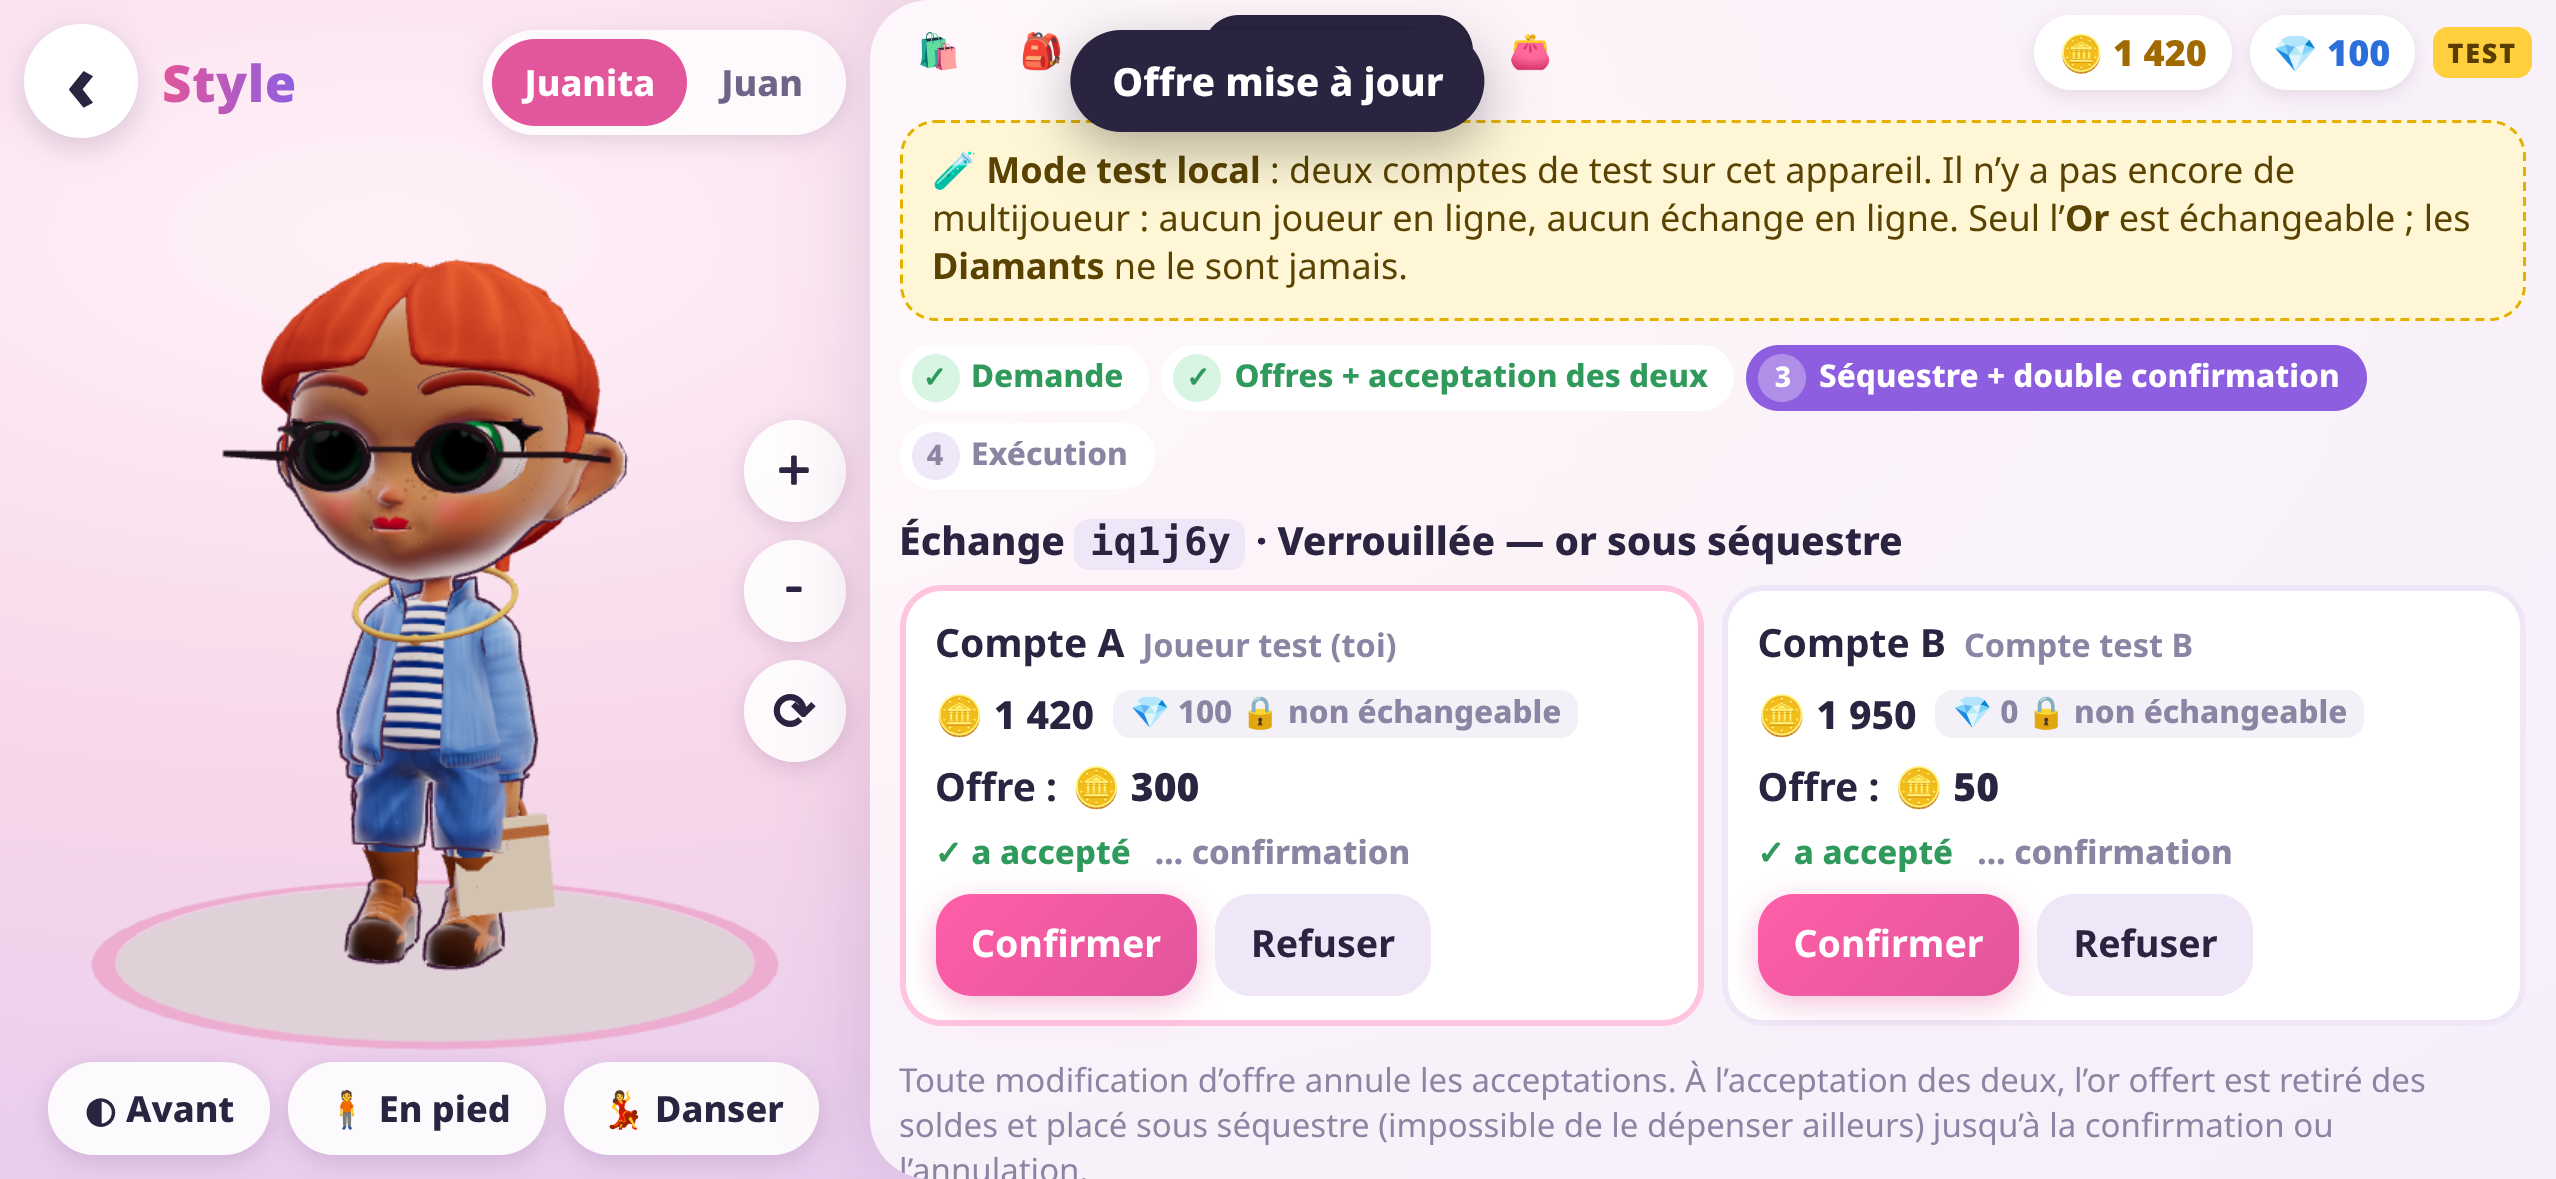 Style
Juanita
Juan
Offre mise à jour
1 420
100
TEST
Mode test local : deux comptes de test sur cet appareil. Il n’y a pas encore de
multijoueur : aucun joueur en ligne, aucun échange en ligne. Seul l’Or est échangeable ; les
Diamants ne le sont jamais.
✓ Demande
✓ Offres + acceptation des deux
3 Séquestre + double confirmation
4 Exécution
Échange iq1j6y · Verrouillée — or sous séquestre
Compte A Joueur test (toi)
1 420 100 non échangeable
Offre : 300
✓ a accepté ... confirmation
Confirmer
Refuser
Compte B Compte test B
1 950 0 non échangeable
Offre : 50
✓ a accepté ... confirmation
Confirmer
Refuser
Toute modification d’offre annule les acceptations. À l’acceptation des deux, l’or offert est retiré des
soldes et placé sous séquestre (impossible de le dépenser ailleurs) jusqu’à la confirmation ou
l’annulation.
+
-
Avant
En pied
Danser